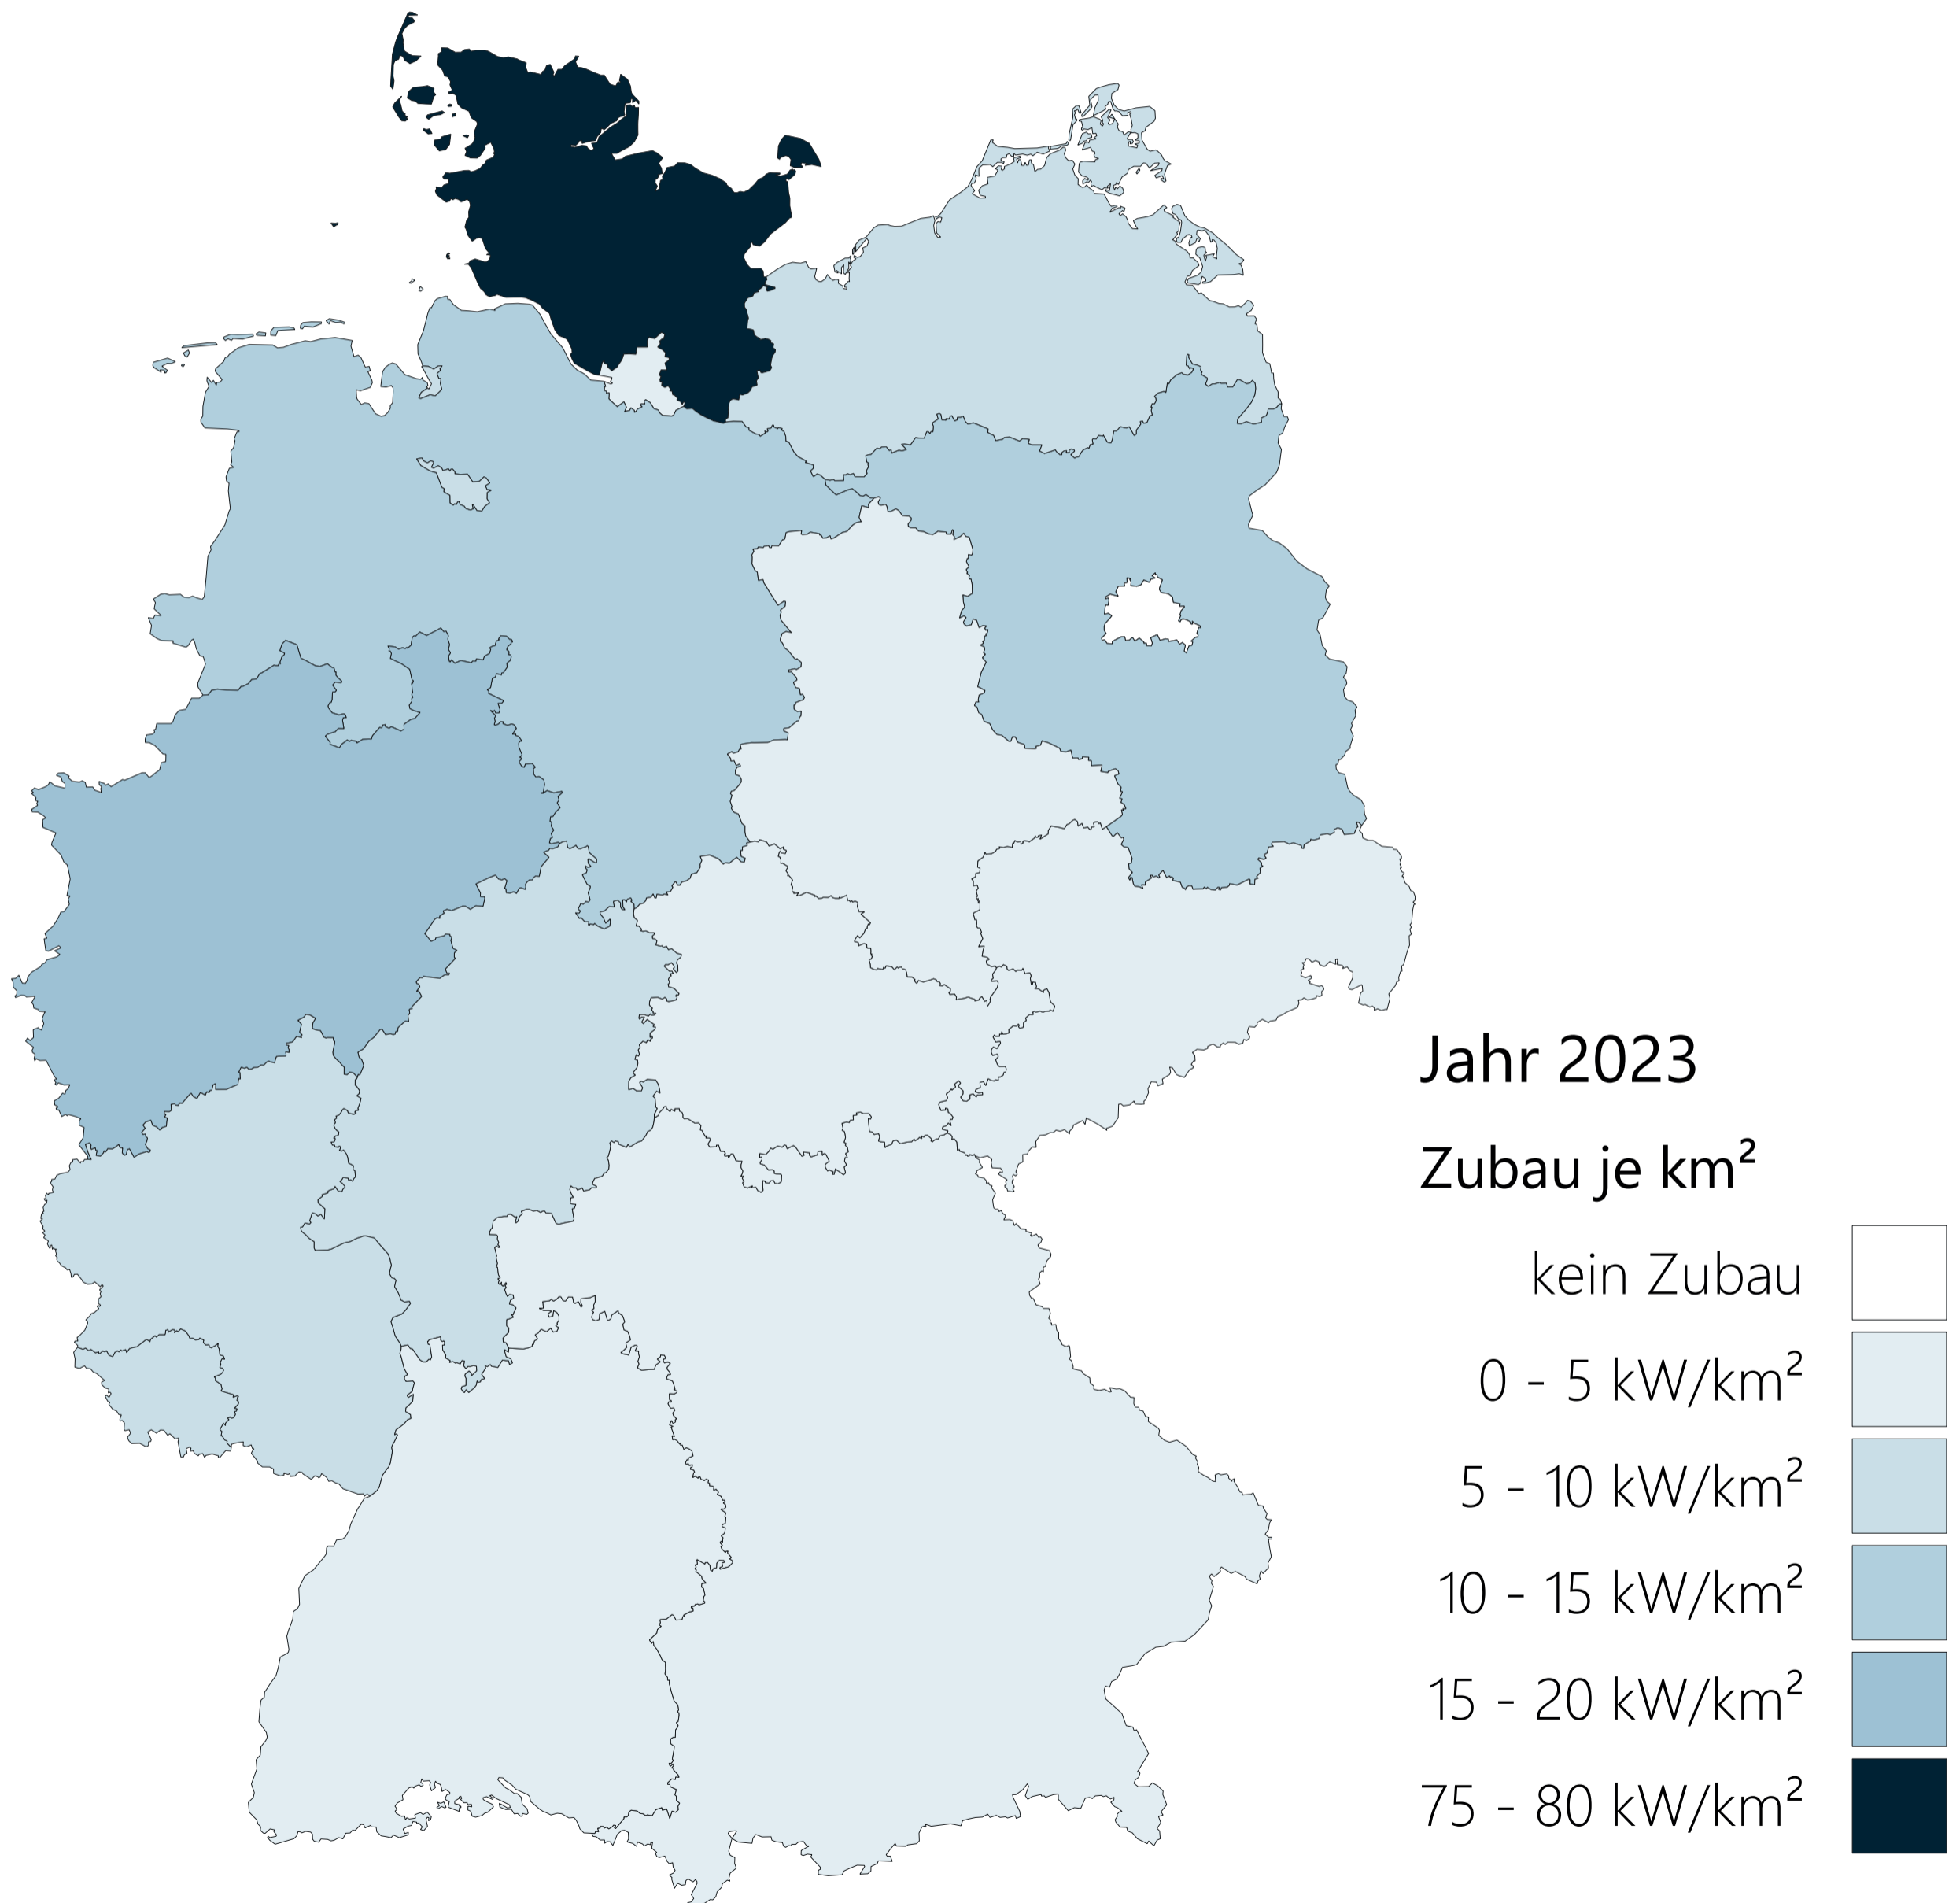 Jahr 2023
Zubau je km²
kein Zubau
0 - 5 kW/km²
5 - 10 kW/km²
10 - 15 kW/km²
15 - 20 kW/km²
75 - 80 kW/km²